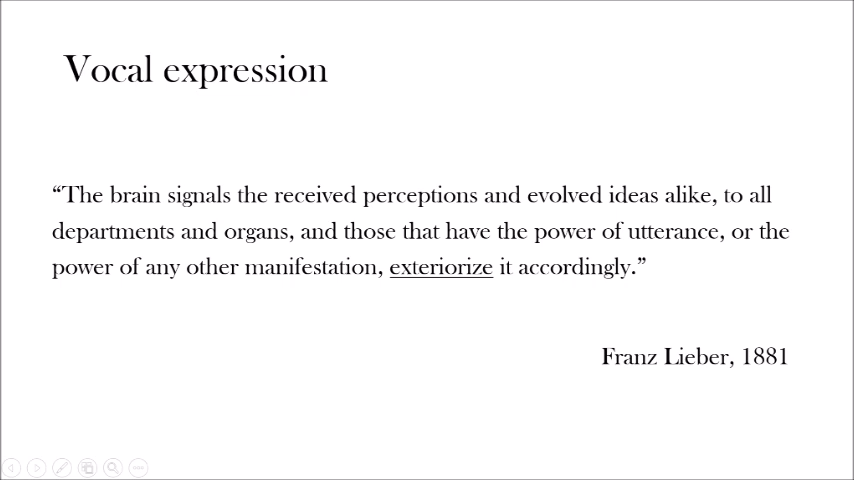 Vocal expression
“The brain signals the received perceptions and evolved ideas alike, to all
departments and organs, and those that have the power of utterance, or the
power of any other manifestation, exteriorize it accordingly.”
Franz Lieber, 1881